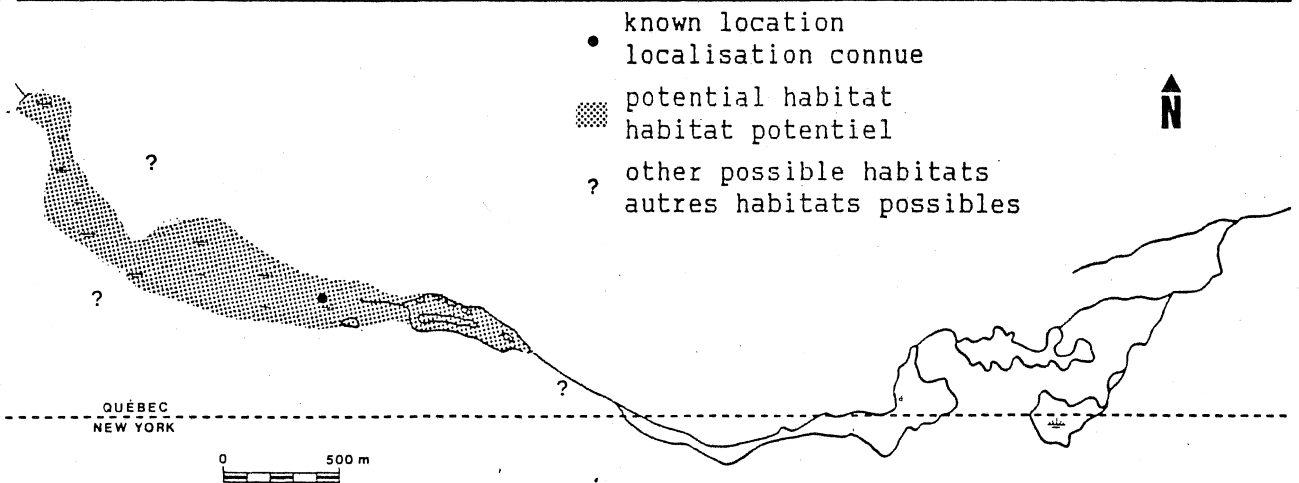 known location
localisation connue
potential habitat
habitat potentiel
N
?
other possible habitats
? autres habitats possibles
?
?
QUÉBEC
NEW YORK
0 500 m